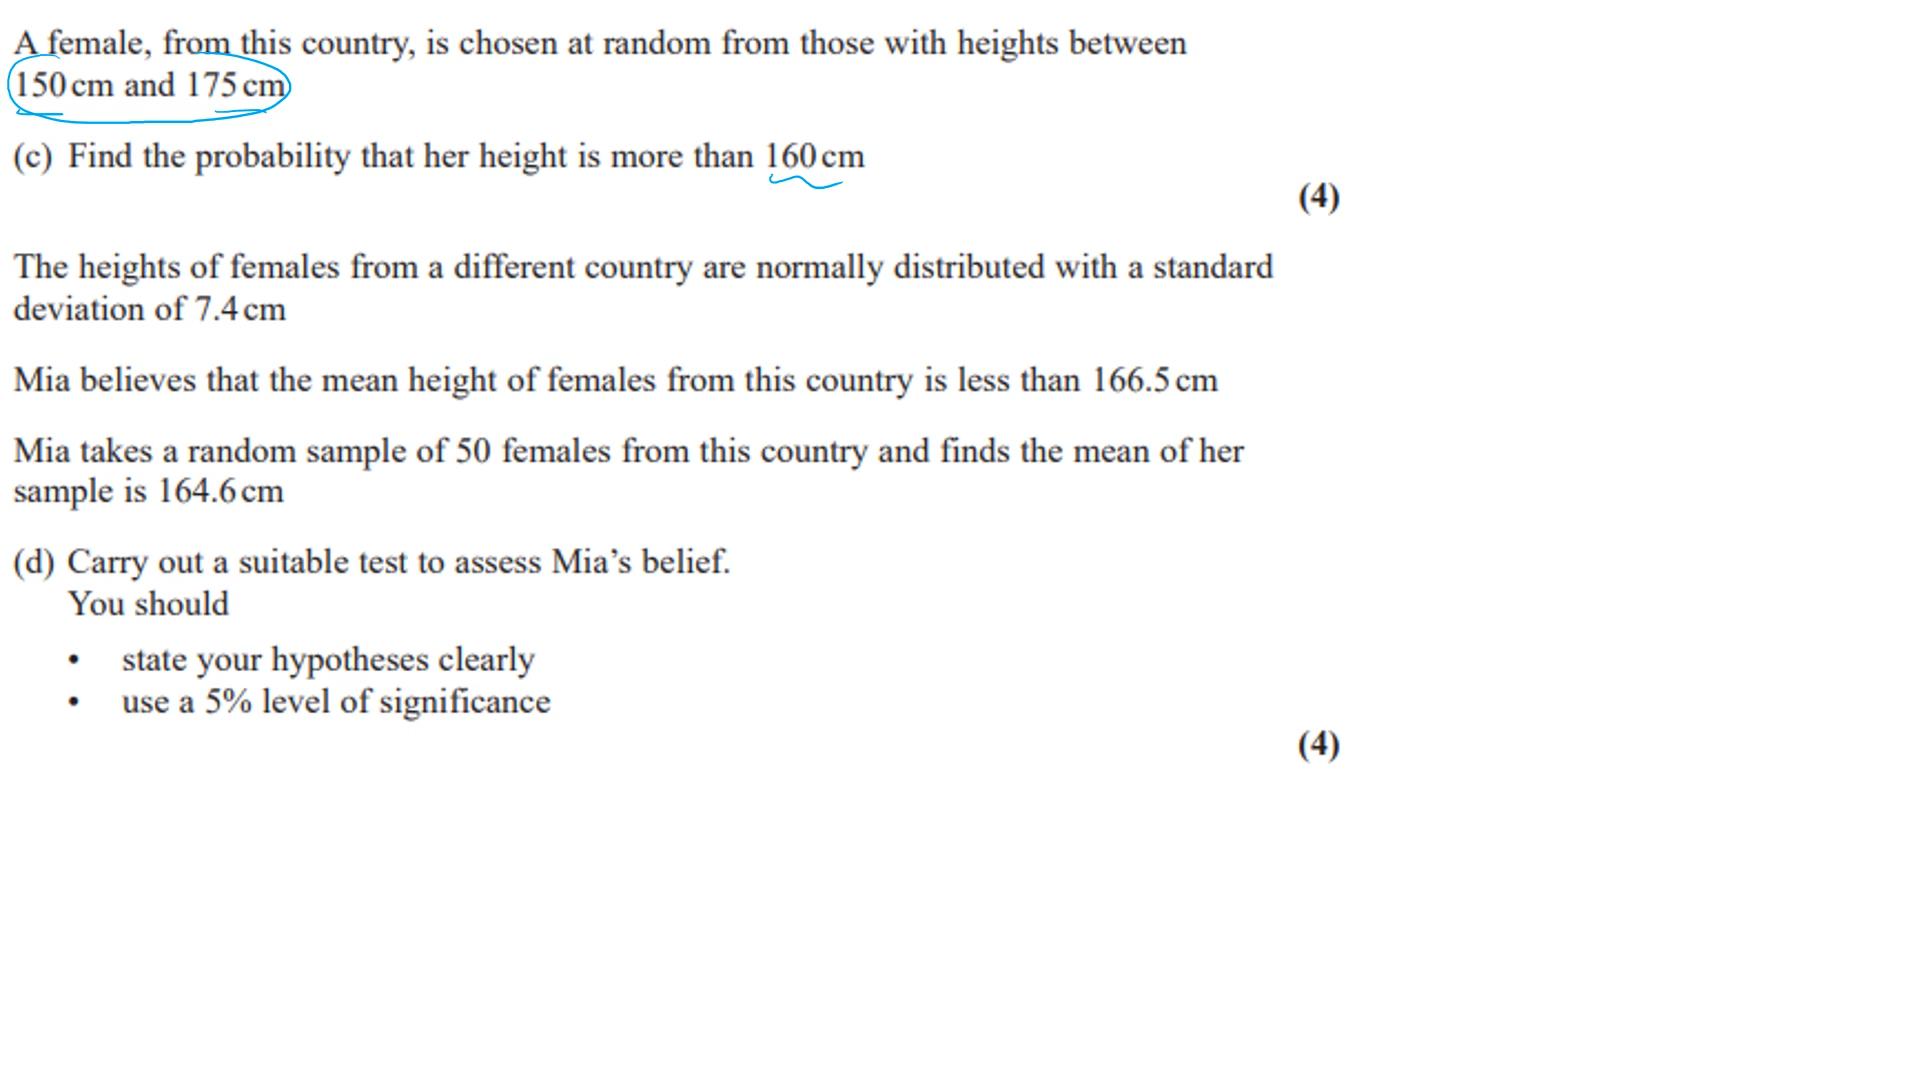 A female, from this country, is chosen at random from those with heights between
150 cm and 175 cm
(c) Find the probability that her height is more than 160 cm
(4)
The heights of females from a different country are normally distributed with a standard
deviation of 7.4 cm
Mia believes that the mean height of females from this country is less than 166.5 cm
Mia takes a random sample of 50 females from this country and finds the mean of her
sample is 164.6 cm
(d) Carry out a suitable test to assess Mia’s belief.
You should
• state your hypotheses clearly
• use a 5% level of significance
(4)